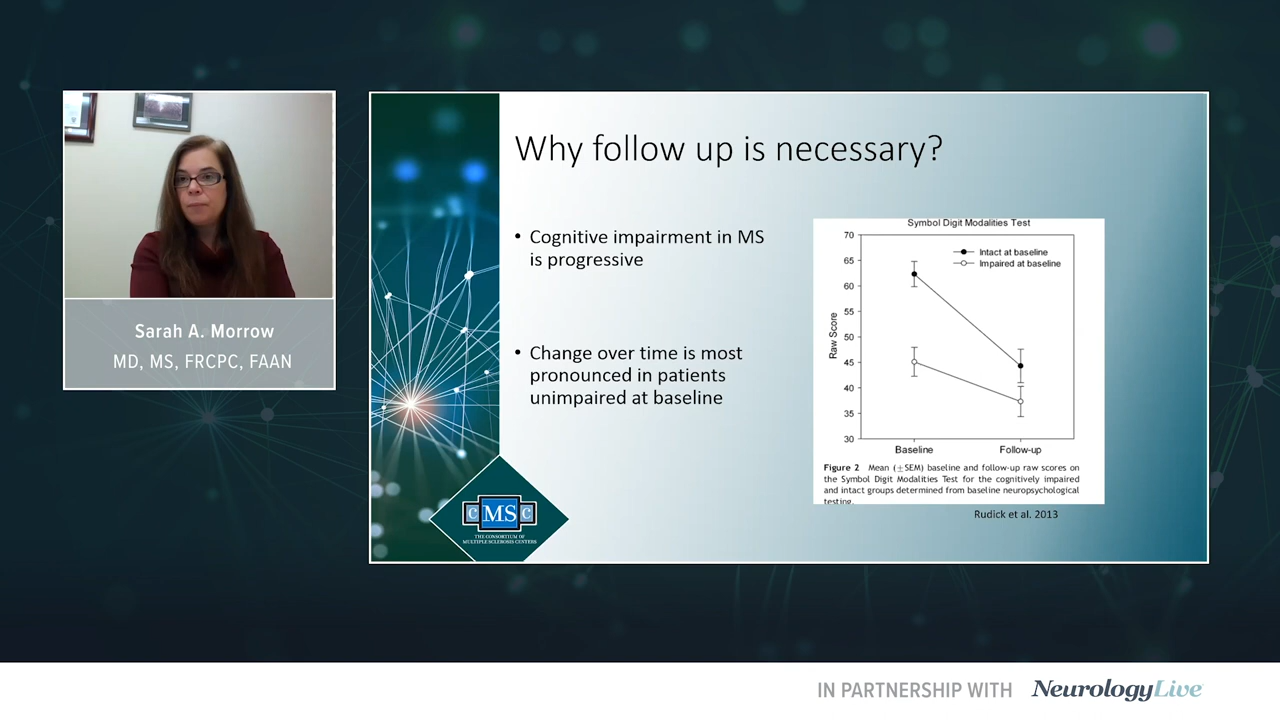 Sarah A. Morrow
MD, MS, FRCPC, FAAN
Why follow up is necessary?
• Cognitive impairment in MS
is progressive
• Change over time is most
pronounced in patients
unimpaired at baseline
Symbol Digit Modalities Test
Intact at baseline
Impaired at baseline
Raw Score
70
65
60
55
50
45
40
35
30
Baseline
Follow-up
Figure 2 Mean (±SEM) baseline and follow-up raw scores on
the Symbol Digit Modalities Test for the cognitively impaired
and intact groups determined from baseline neuropsychological
testing.
Rudick et al. 2013
CMSC
THE CONSORTIUM OF
MULTIPLE SCLEROSIS CENTERS
IN PARTNERSHIP WITH NeurologyLive